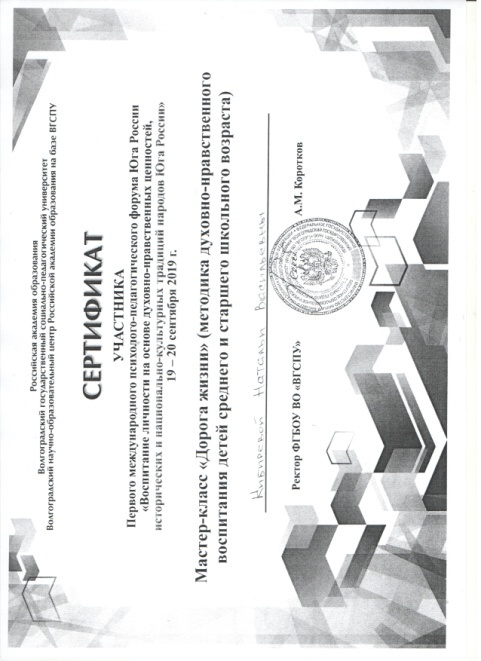 Российская академия образования
Волгоградский государственный социально-педагогический университет
Волгоградский научно-образовательный центр Российской академии образования на базе ВГСПУ
СЕРТИФИКАТ
УЧАСТНИКА
Первого международного психолого-педагогического форума Юга России
«Воспитание личности на основе духовно-нравственных ценностей,
исторических и национально-культурных традиций народов Юга России»
19 – 20 сентября 2019 г.
Мастер-класс «Дорога жизни» (методика духовно-нравственного
воспитания детей среднего и старшего школьного возраста)
Натальи Васильевны
Ректор ФГБОУ ВО «ВГСПУ» А.М. Коротков